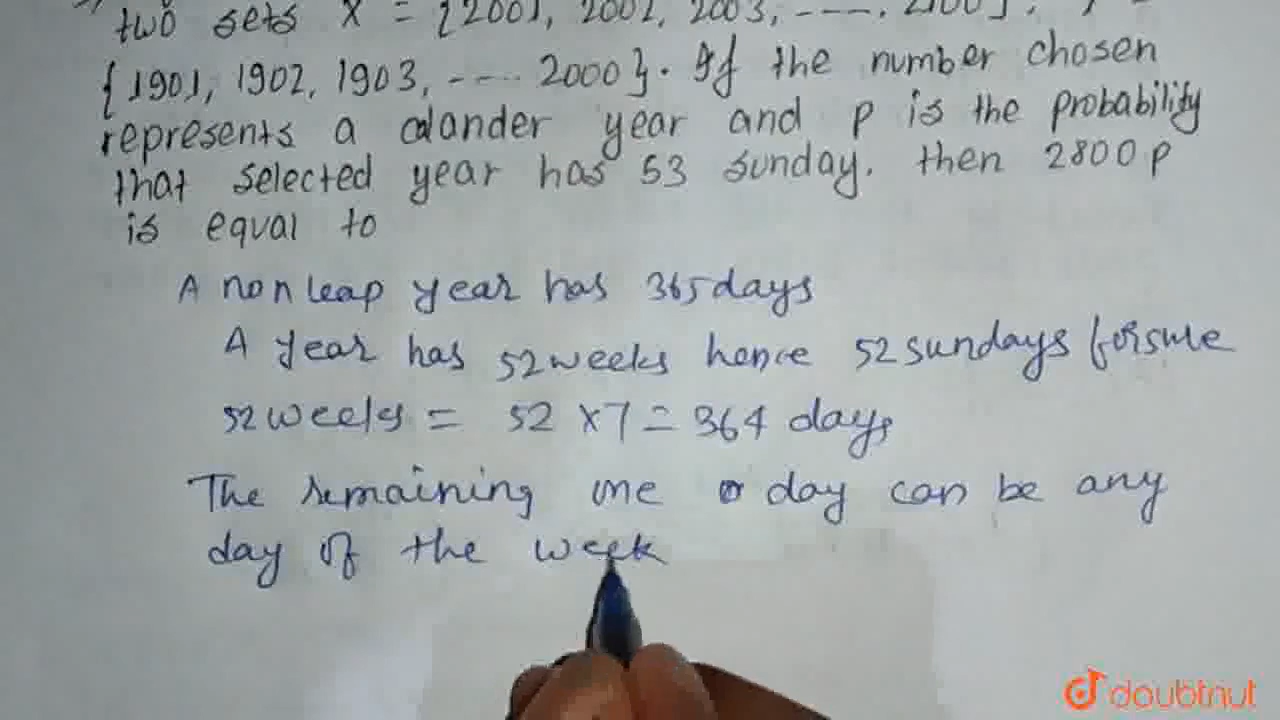 two sets X = {2001, 2002, 2003, -----, 2100}.
{1901, 1902, 1903, ----- 2000}. If the number chosen
represents a calander year and p is the probability
that selected year has 53 sunday. then 2800 p
is equal to
A non leap year has 365 days
A year has 52 weeks hence 52 sundays forsure
52 weeks = 52 x 7 = 364 days
The remaining one day can be any
day of the week
doubtnut